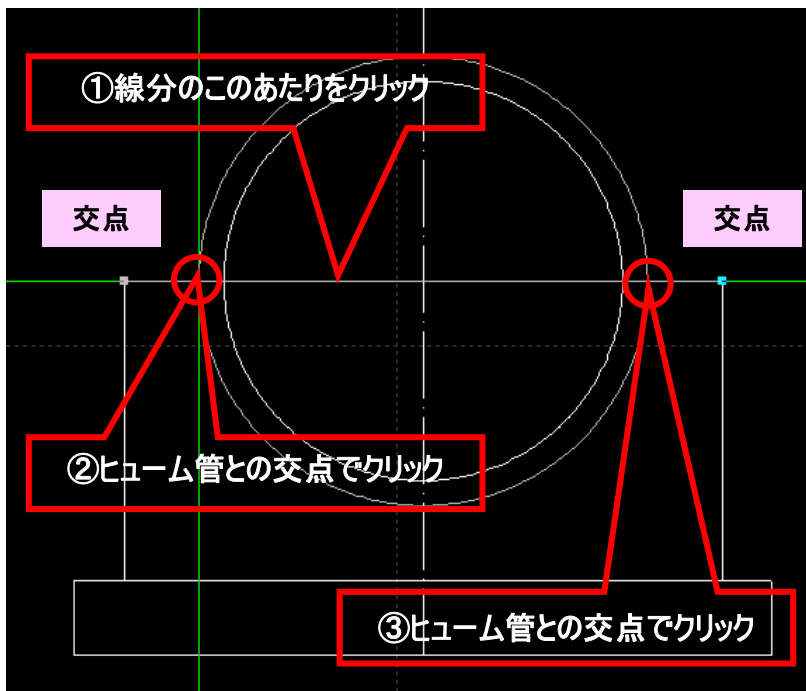 ①線分のこのあたりをクリック
交点
交点
②ヒューム管との交点でクリック
③ヒューム管との交点でクリック